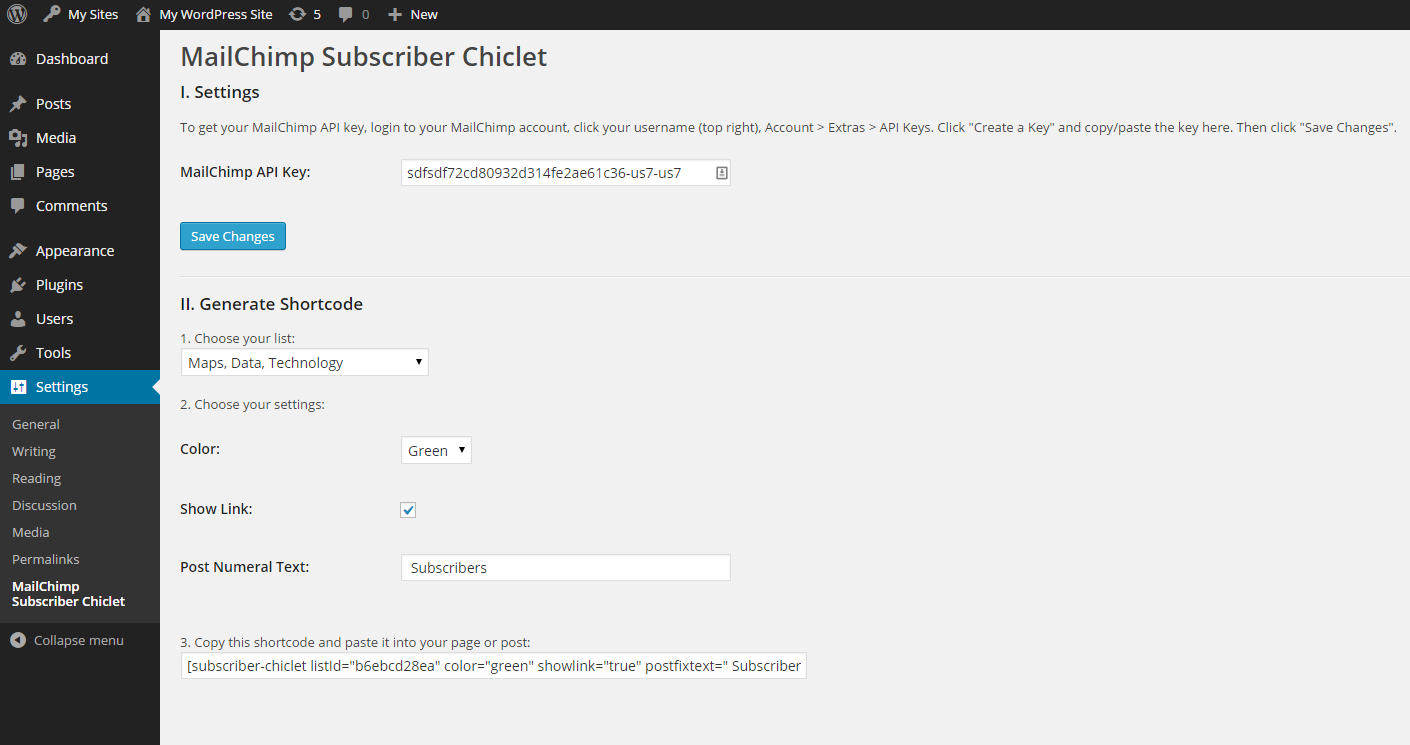 My Sites My WordPress Site 5 0 New
Dashboard
Posts
Media
Pages
Comments
Appearance
Plugins
Users
Tools
Settings
General
Writing
Reading
Discussion
Media
Permalinks
MailChimp
Subscriber Chiclet
Collapse menu
MailChimp Subscriber Chiclet
I. Settings
To get your MailChimp API key, login to your MailChimp account, click your username (top right), Account > Extras > API Keys. Click "Create a Key" and copy/paste the key here. Then click "Save Changes".
MailChimp API Key: sdfsdf72cd80932d314fe2ae61c36-us7-us7
Save Changes
II. Generate Shortcode
1. Choose your list:
Maps, Data, Technology
2. Choose your settings:
Color: Green
Show Link:
Post Numeral Text: Subscribers
3. Copy this shortcode and paste it into your page or post:
[subscriber-chiclet listId="b6ebcd28ea" color="green" showlink="true" postfixtext=" Subscriber